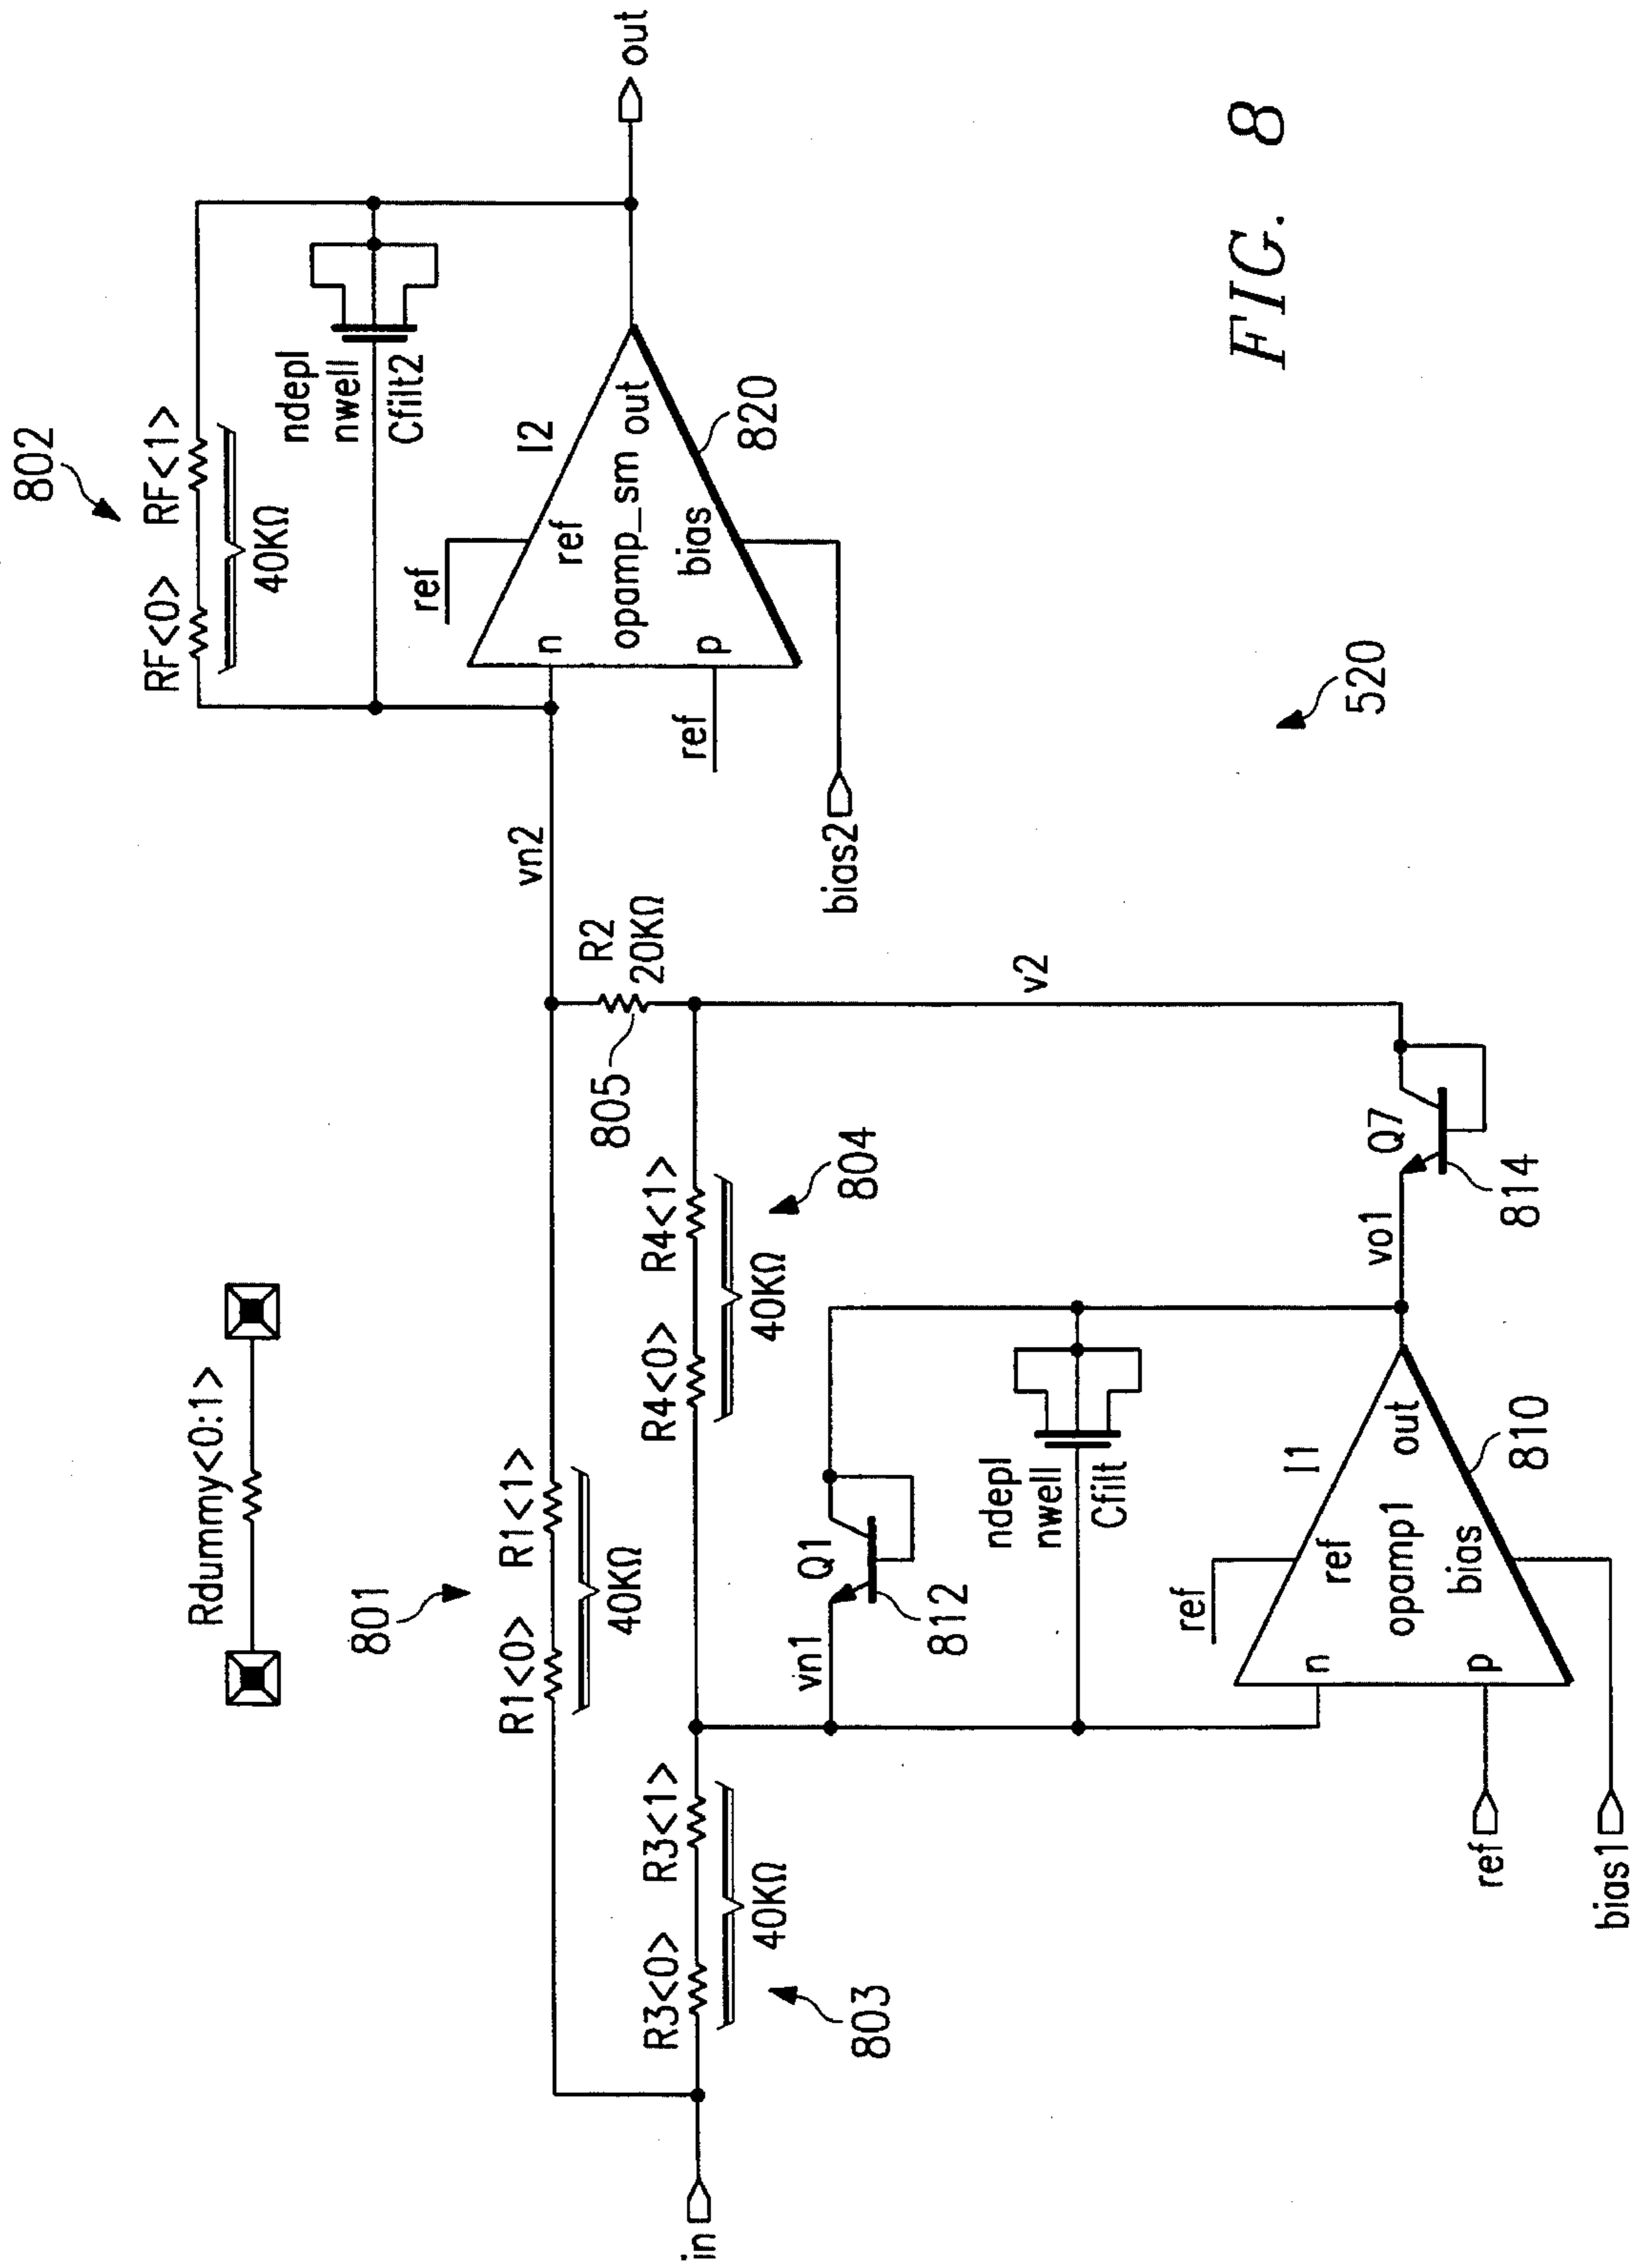 Rdummy<0:1>
802
RF<0>
RF<1>
40KΩ
ndepl
nwell
Cfilt2
801
R1<0>
R1<1>
40KΩ
vn2
ref
I2
n
ref
opamp_sm
out
p
bias
820
ref
bias2
out
R2
20KΩ
805
in
R3<0>
R3<1>
40KΩ
803
R4<0>
R4<1>
40KΩ
804
v2
vn1
Q1
812
ndepl
nwell
Cfilt
ref
I1
n
ref
opamp1
out
p
bias
810
ref
bias1
vo1
Q7
814
520
FIG. 8